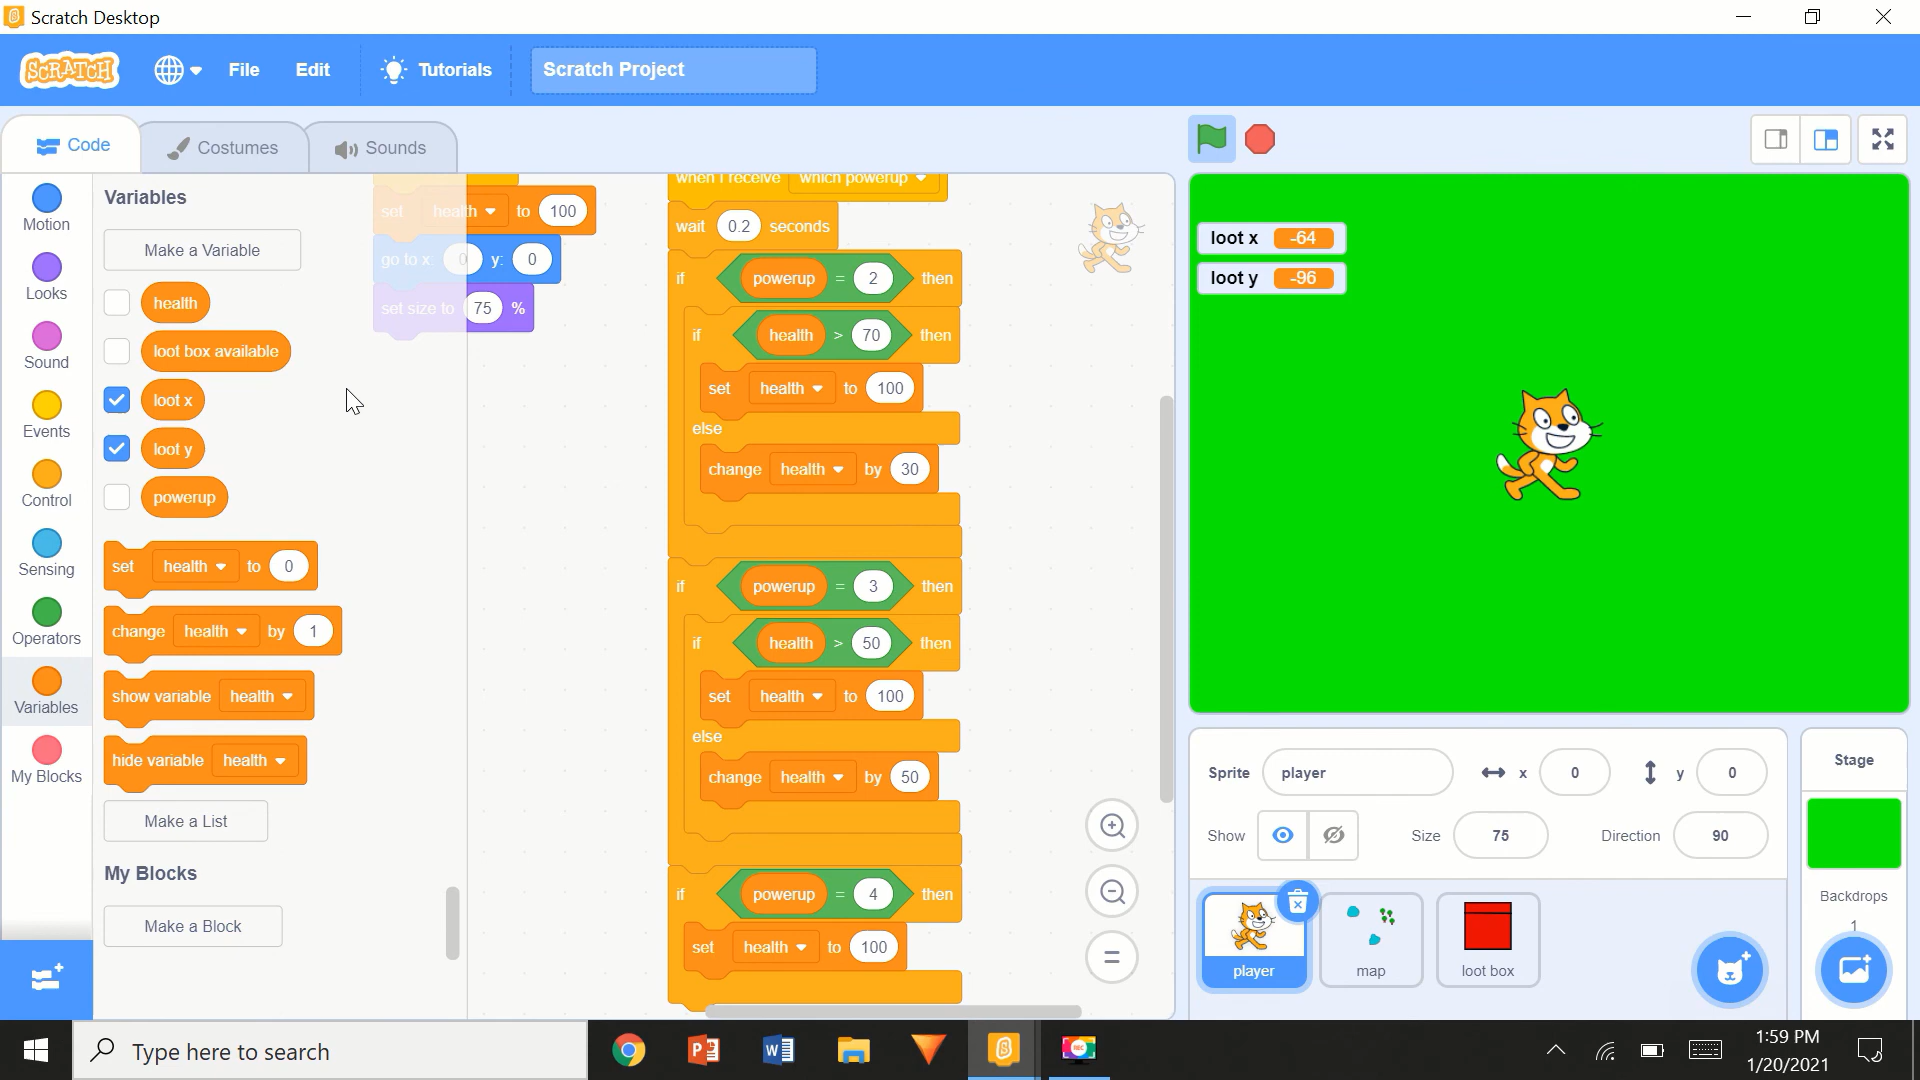 Scratch Desktop
SCRATCH
File
Edit
Tutorials
Scratch Project
Code
Costumes
Sounds
Motion
Looks
Sound
Events
Control
Sensing
Operators
Variables
My Blocks
Variables
Make a Variable
health
loot box available
loot x
loot y
powerup
set health to 0
change health by 1
show variable health
hide variable health
Make a List
My Blocks
Make a Block
set health to 100
go to x: 0 y: 0
set size to 75 %
when I receive which powerup
wait 0.2 seconds
if powerup = 2 then
if health > 70 then
set health to 100
else
change health by 30
if powerup = 3 then
if health > 50 then
set health to 100
else
change health by 50
if powerup = 4 then
set health to 100
loot x -64
loot y -96
Sprite player x 0 y 0
Show Size 75 Direction 90
player
map
loot box
Stage
Backdrops
1
Type here to search
1:59 PM
1/20/2021